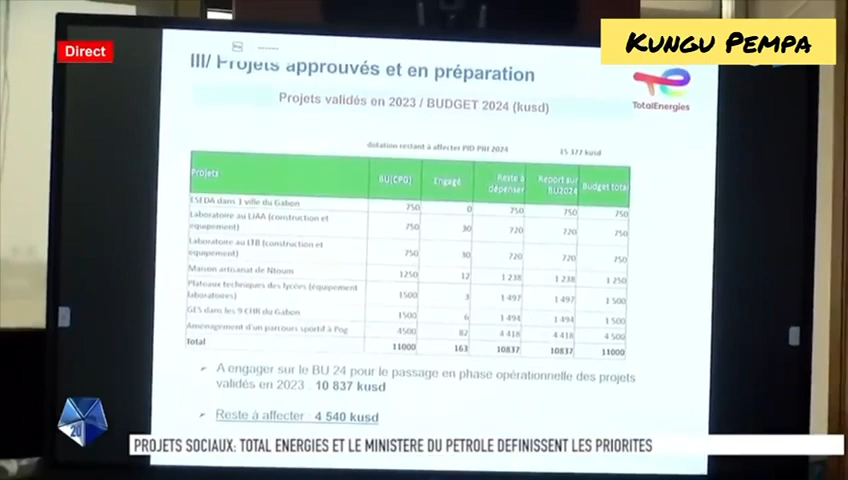 Direct
KUNGU PEMPA
III/ Projets approuvés et en préparation
TotalEnergies
Projets validés en 2023 / BUDGET 2024 (kusd)
dotation restant à affecter PID PIH 2024 15 377 kusd
Projets BU(CPG) Engagé Reste à dépenser Report sur BU2024 Budget total
dans 1 ville du Gabon 750 0 750 750 750
Laboratoire au LJAA (construction et
équipement) 750 30 720 720 750
Laboratoire au LTB (construction et
équipement) 750 30 720 720 750
Maison artisanat de Ntoum 1250 12 1 238 1 238 1 250
Plateaux techniques des lycées (équipement
laboratoires) 1500 3 1 497 1 497 1 500
GES dans les 9 CHR du Gabon 1500 6 1 494 1 494 1 500
Aménagement d'un parcours sportif à Pog 4500 82 4 418 4 418 4 500
Total 11000 163 10837 10837 11000
A engager sur le BU 24 pour le passage en phase opérationnelle des projets
validés en 2023 : 10 837 kusd
Reste à affecter : 4 540 kusd
20
PROJETS SOCIAUX: TOTAL ENERGIES ET LE MINISTERE DU PETROLE DEFINISSENT LES PRIORITES